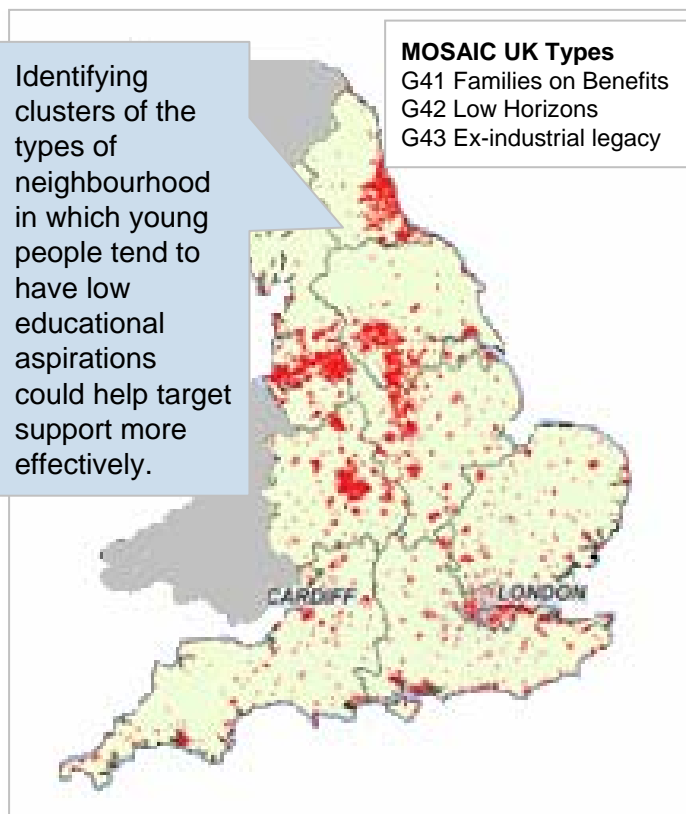 Identifying
clusters of the
types of
neighbourhood
in which young
people tend to
have low
educational
aspirations
could help target
support more
effectively.
MOSAIC UK Types
G41 Families on Benefits
G42 Low Horizons
G43 Ex-industrial legacy
CARDIFF
LONDON